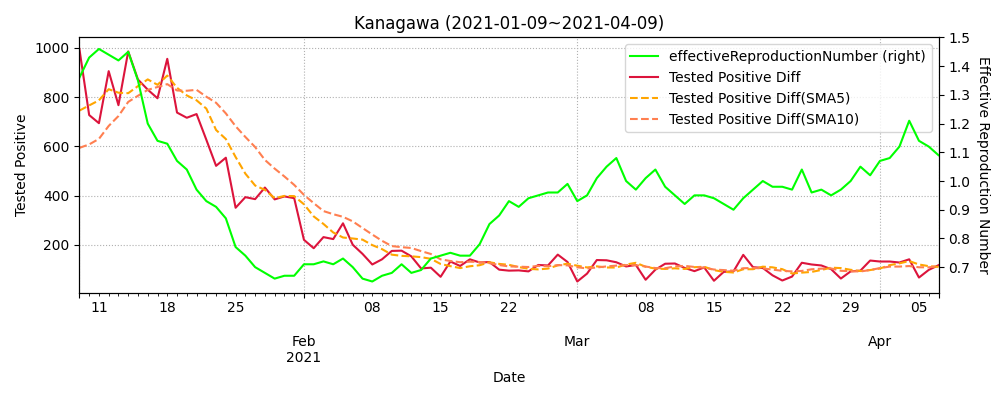 Kanagawa (2021-01-09~2021-04-09)
effectiveReproductionNumber (right)
Tested Positive Diff
Tested Positive Diff(SMA5)
Tested Positive Diff(SMA10)
Tested Positive
1000
800
600
400
200
1.5
1.4
1.3
1.2
1.1
1.0
0.9
0.8
0.7
Effective Reproduction Number
11 18 25 08 15 22 08 15 22 29 05
Feb Mar Apr
2021
Date